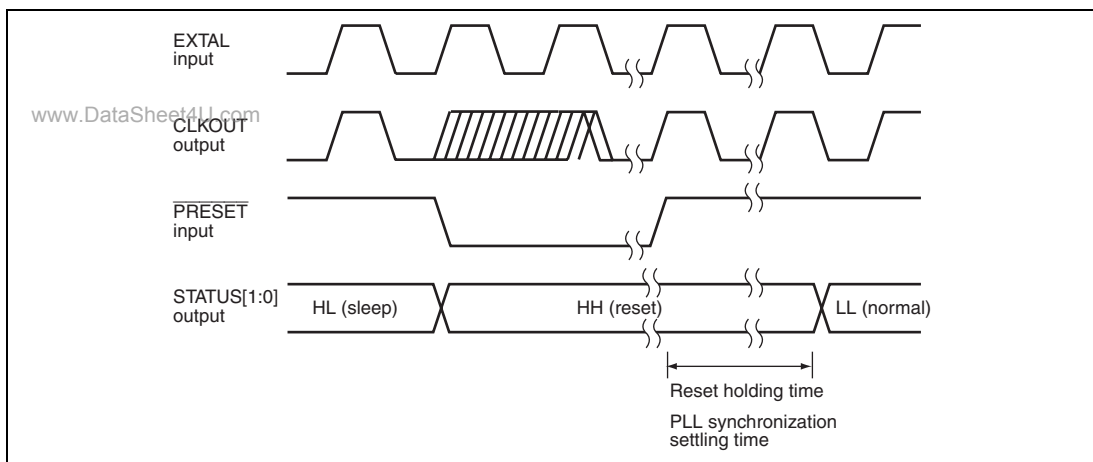 EXTAL
input
www.DataSheet4U.com
CLKOUT
output
PRESET
input
STATUS[1:0]
output
HL (sleep)
HH (reset)
LL (normal)
Reset holding time
PLL synchronization
settling time